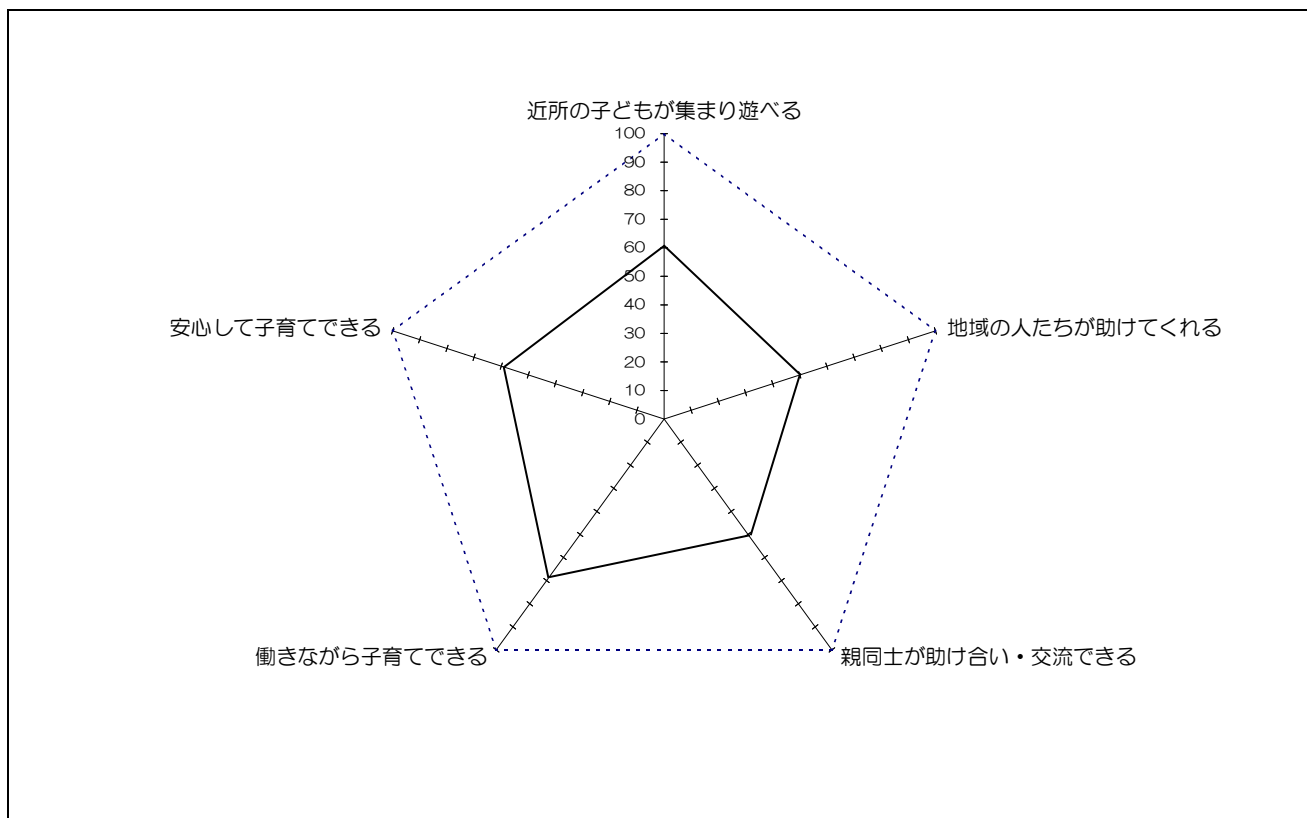 近所の子どもが集まり遊べる
100
90
80
70
60
50
40
30
20
10
0
安心して子育てできる
地域の人たちが助けてくれる
働きながら子育てできる
親同士が助け合い・交流できる